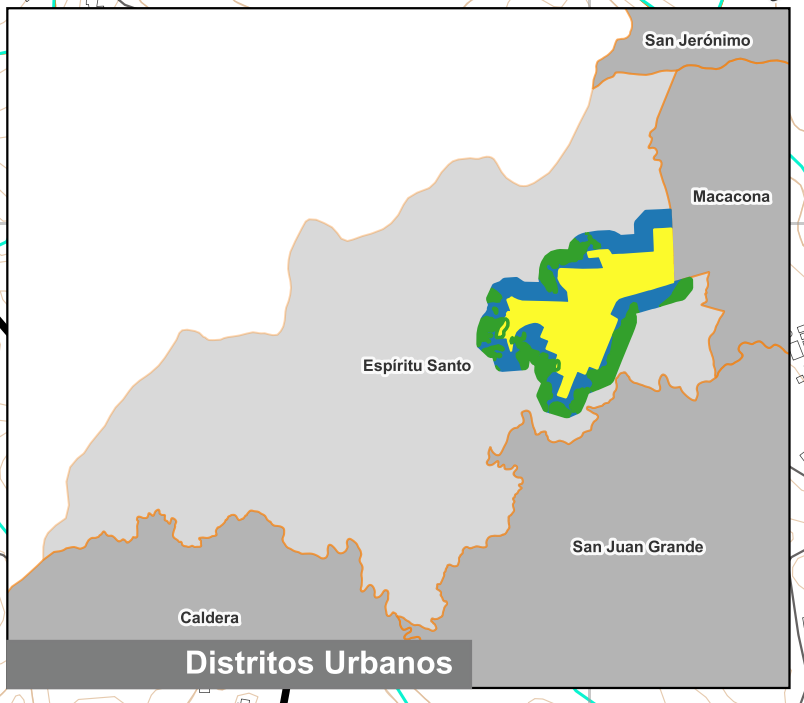 San Jerónimo
Macacona
Espíritu Santo
San Juan Grande
Caldera
Distritos Urbanos